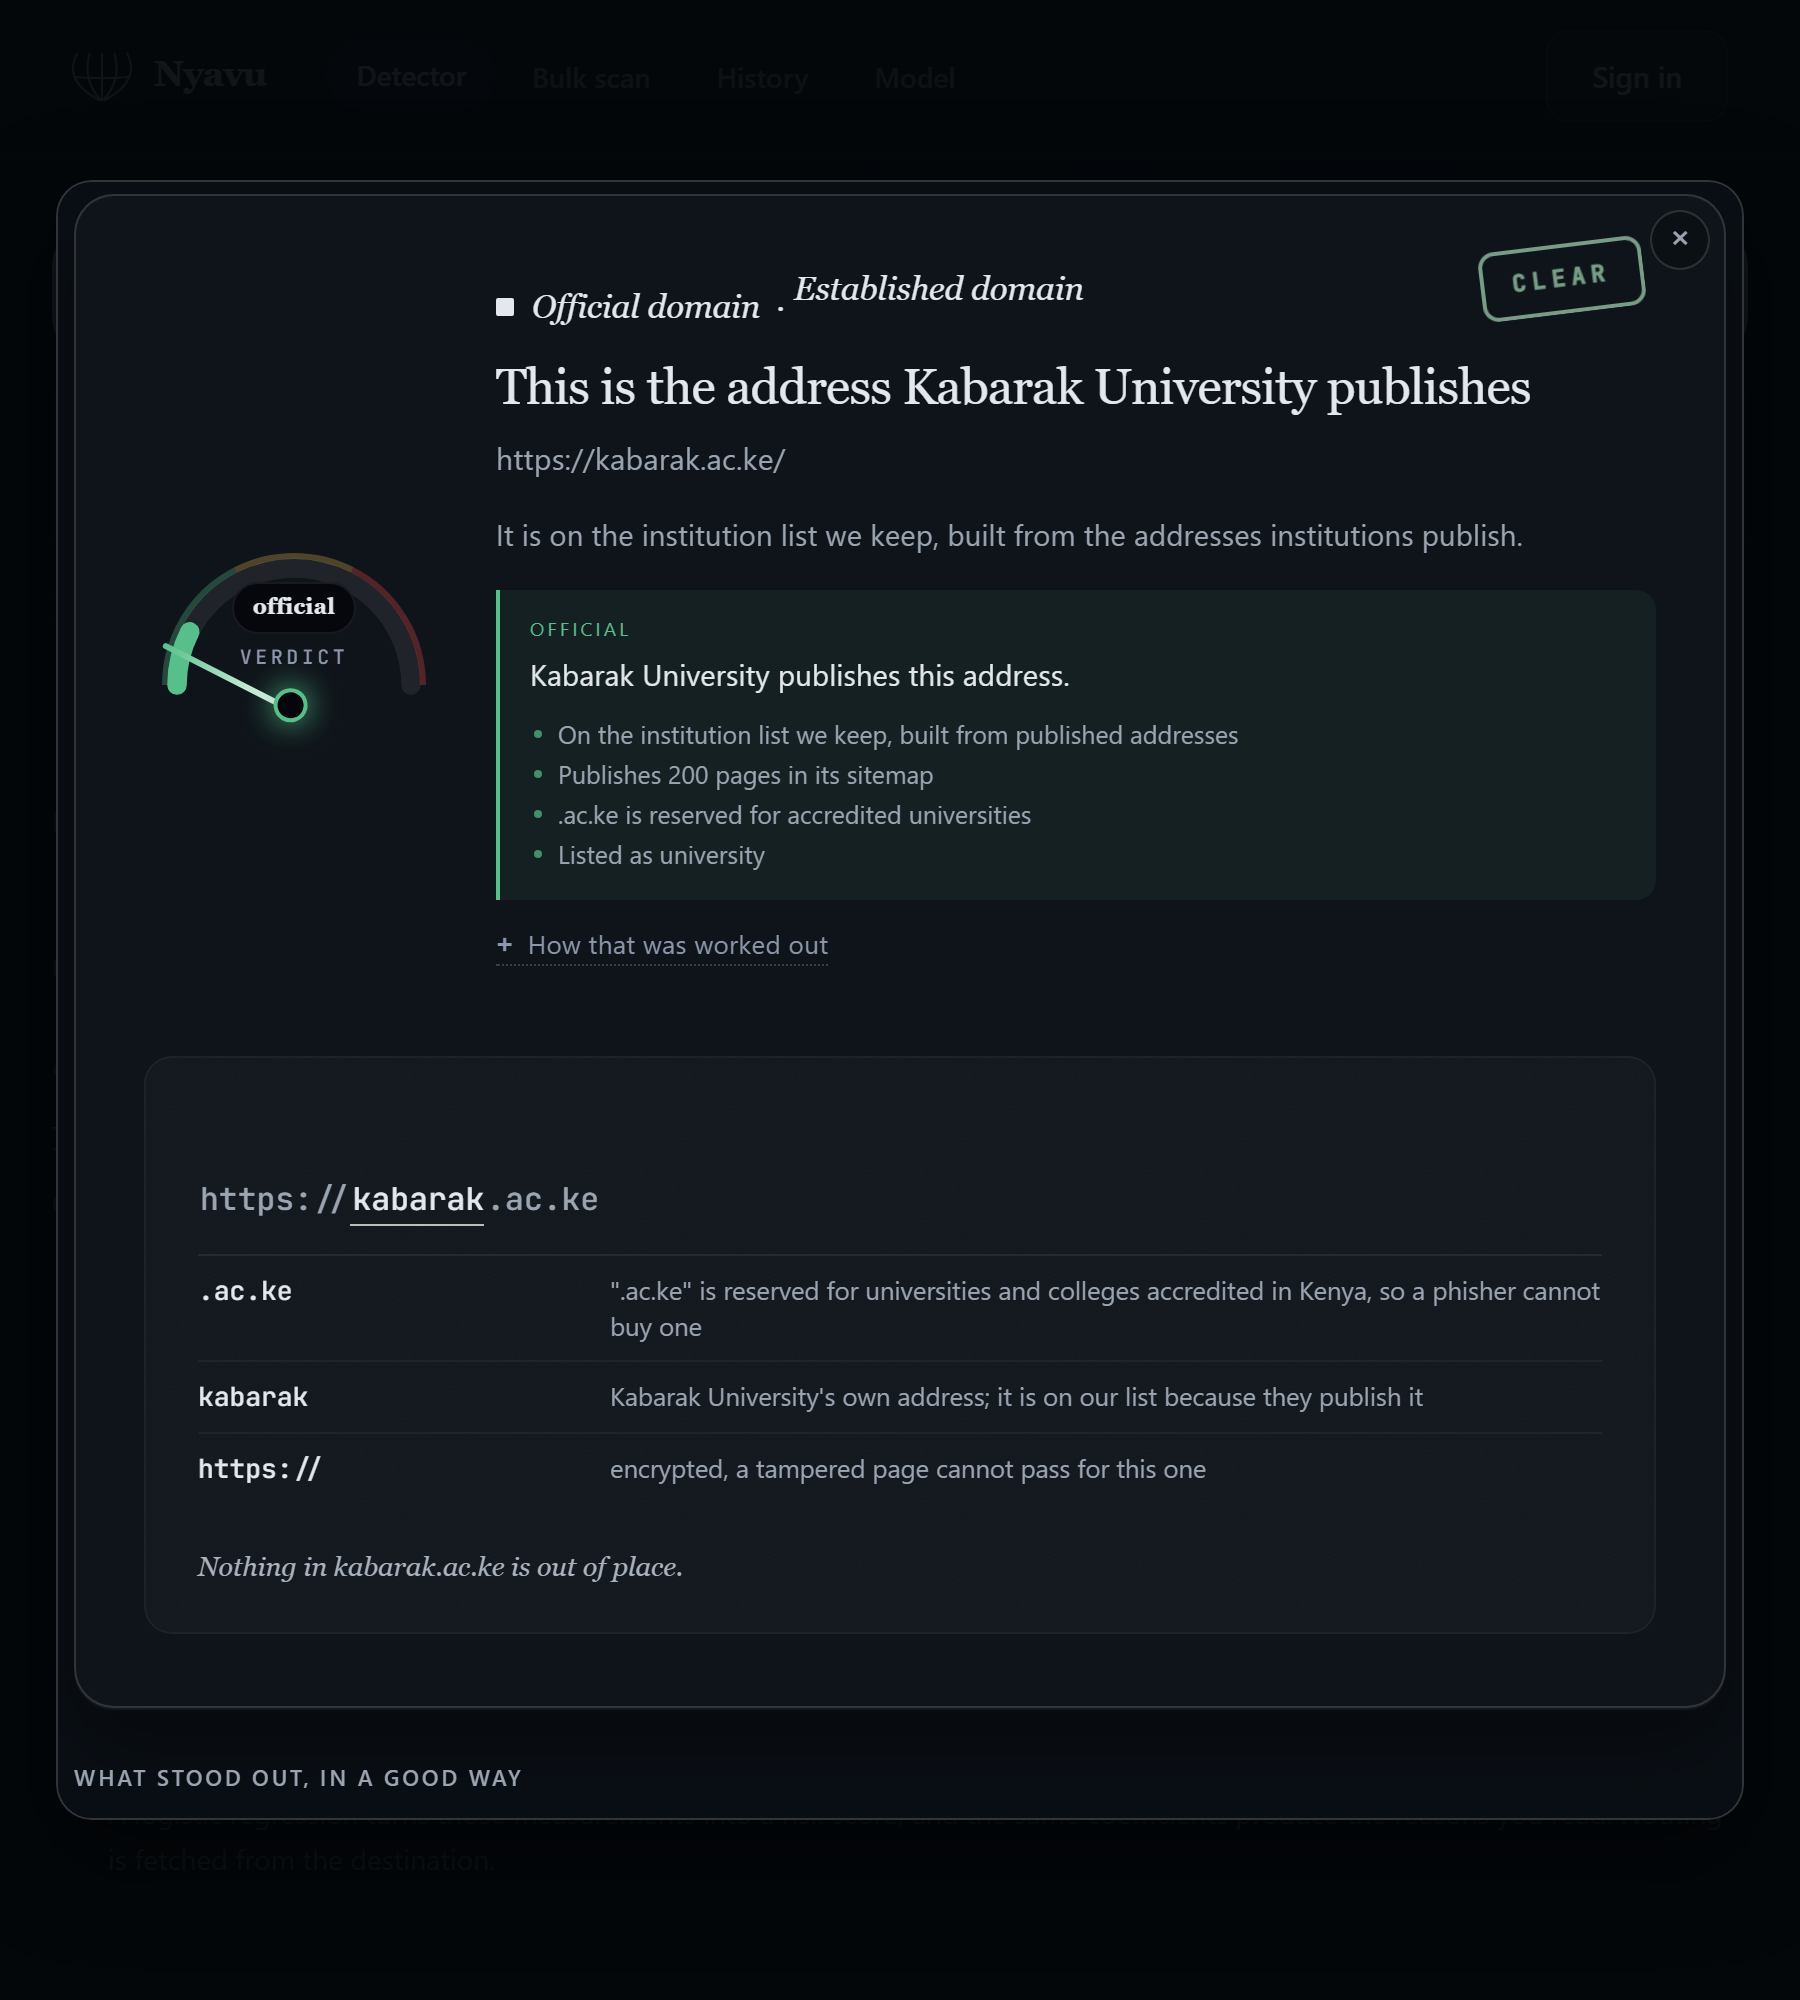 Nyavu
Detector
Bulk scan
History
Model
Sign in
CLEAR
×
Official domain · Established domain
This is the address Kabarak University publishes
https://kabarak.ac.ke/
It is on the institution list we keep, built from the addresses institutions publish.
official
VERDICT
OFFICIAL
Kabarak University publishes this address.
• On the institution list we keep, built from published addresses
• Publishes 200 pages in its sitemap
• .ac.ke is reserved for accredited universities
• Listed as university
+ How that was worked out
https://kabarak.ac.ke
.ac.ke
".ac.ke" is reserved for universities and colleges accredited in Kenya, so a phisher cannot
buy one
kabarak
Kabarak University's own address; it is on our list because they publish it
https://
encrypted, a tampered page cannot pass for this one
Nothing in kabarak.ac.ke is out of place.
WHAT STOOD OUT, IN A GOOD WAY
is fetched from the destination.